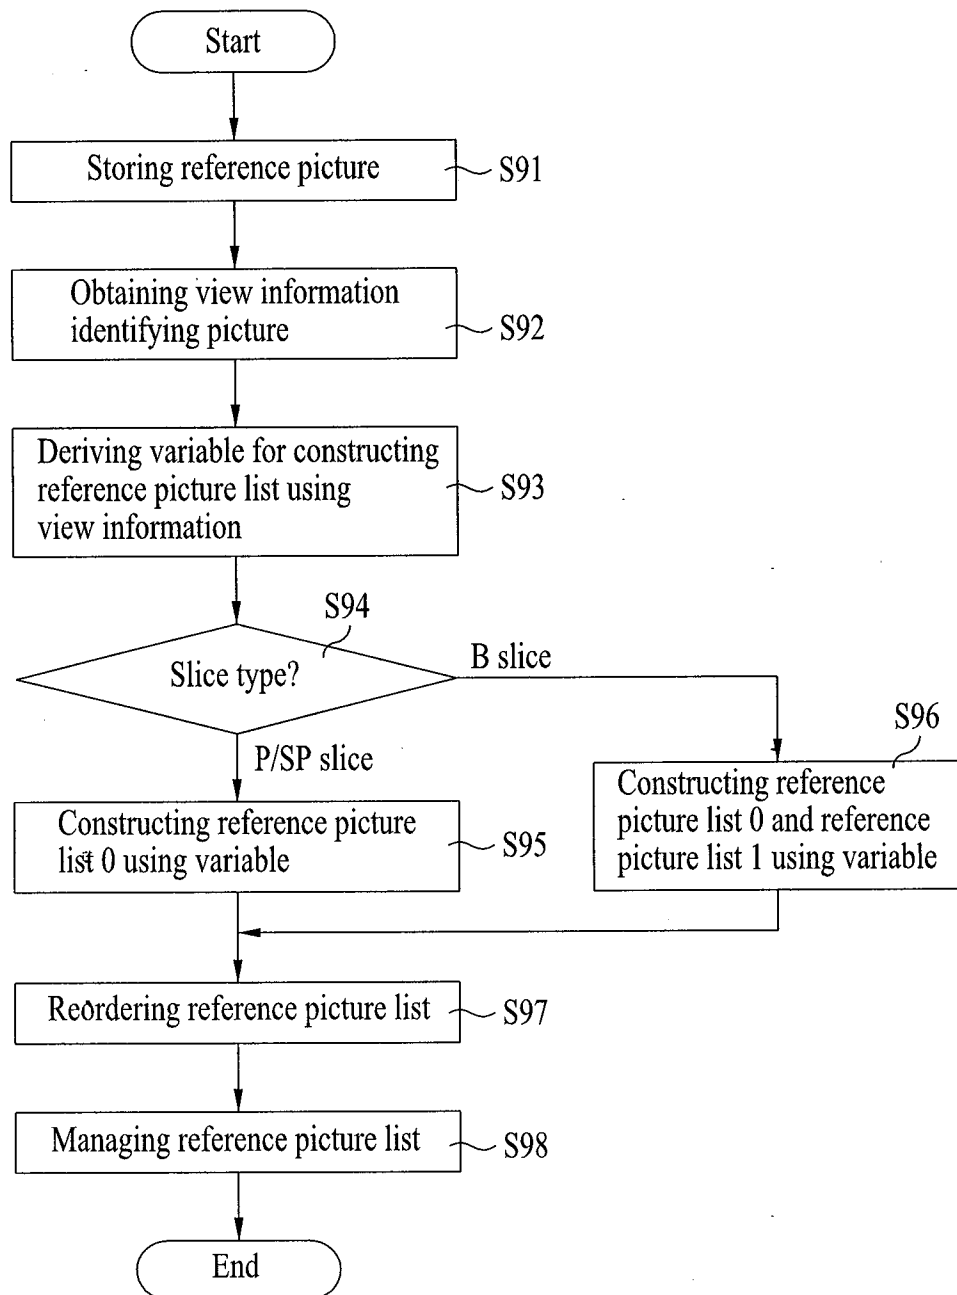 Start
Storing reference picture
S91
Obtaining view information
identifying picture
S92
Deriving variable for constructing
reference picture list using
view information
S93
S94
Slice type?
B slice
P/SP slice
S96
Constructing reference
picture list 0 and reference
picture list 1 using variable
Constructing reference picture
list 0 using variable
S95
Reordering reference picture list
S97
Managing reference picture list
S98
End